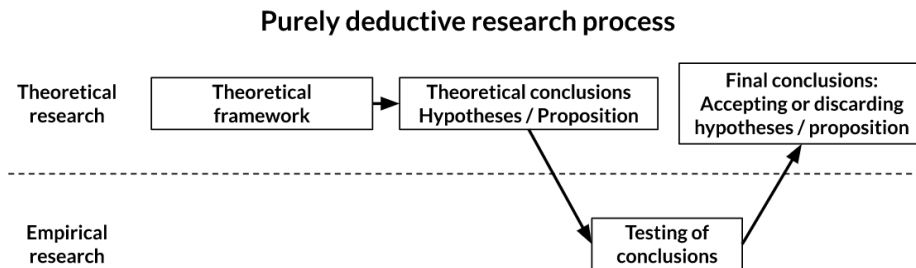 Purely deductive research process
Theoretical
research
Theoretical
framework
Theoretical conclusions
Hypotheses / Proposition
Final conclusions:
Accepting or discarding
hypotheses / proposition
Empirical
research
Testing of
conclusions